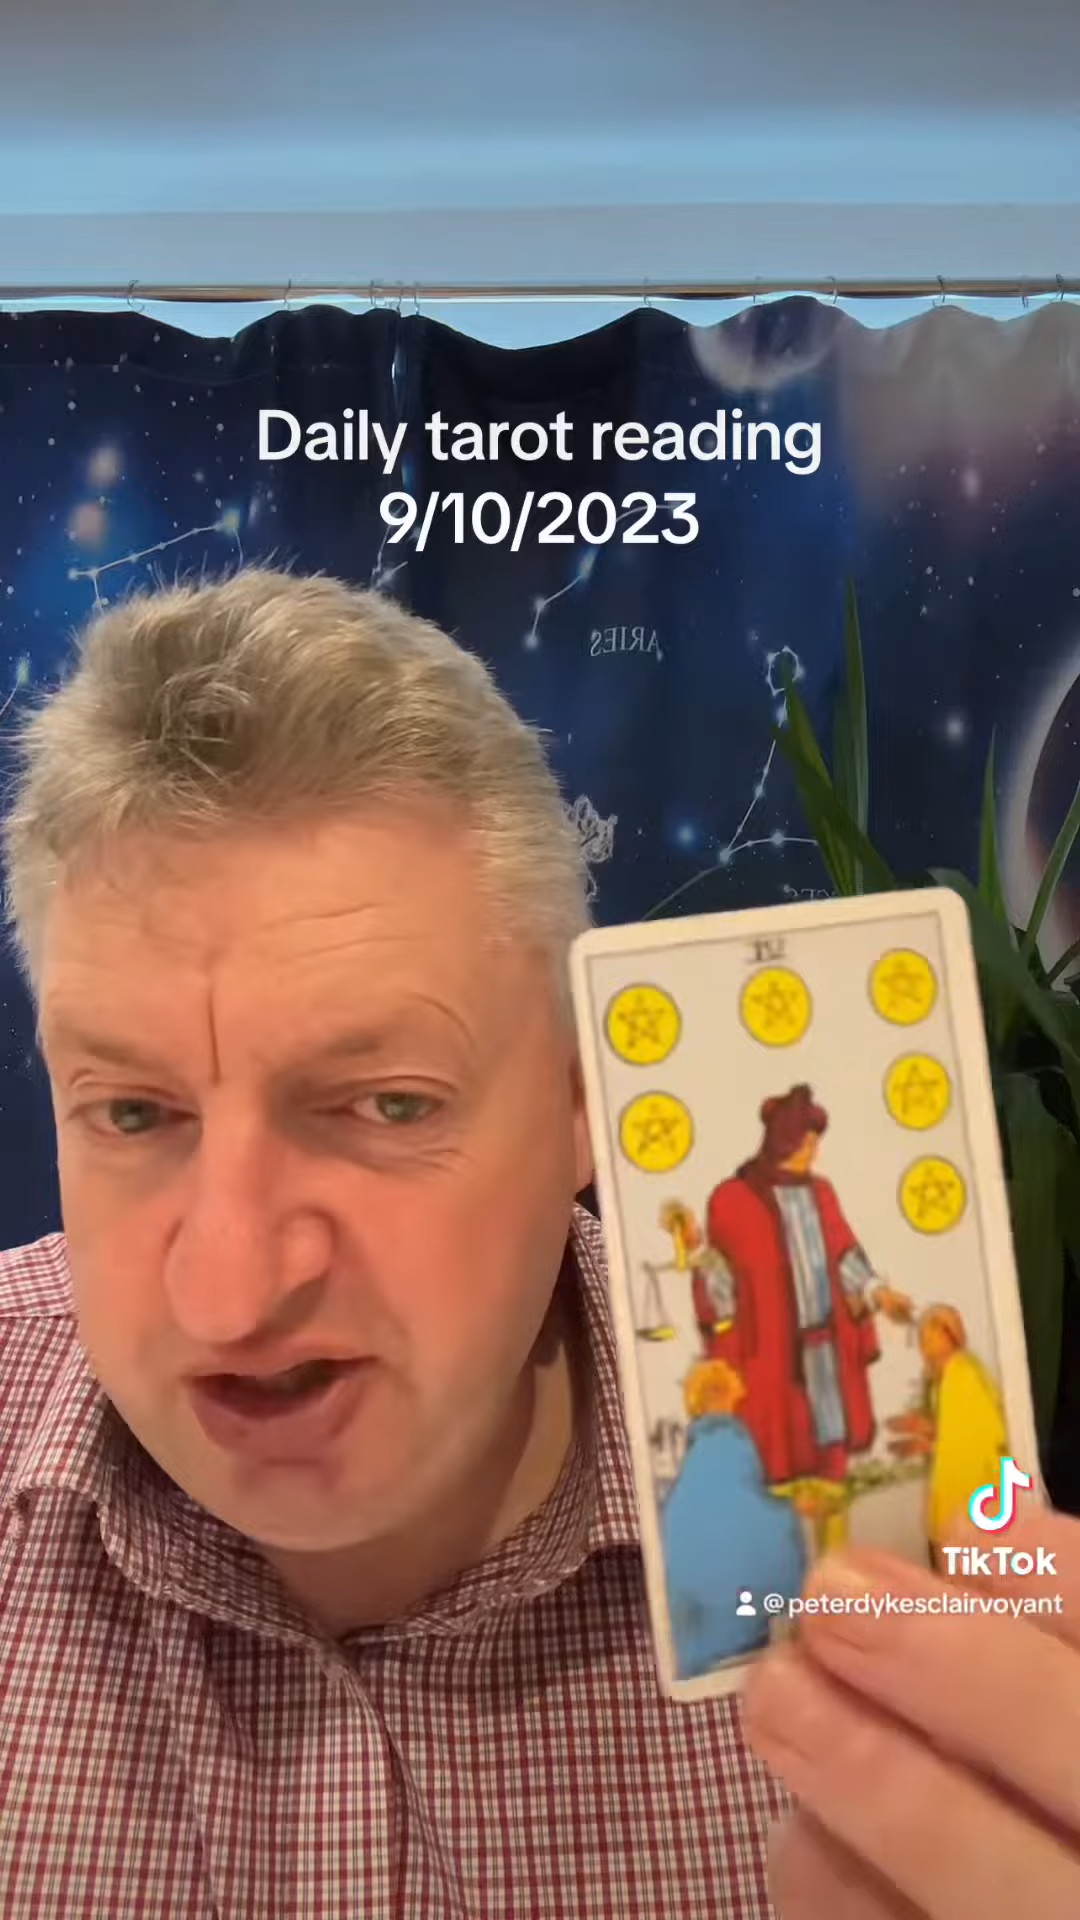 Daily tarot reading
9/10/2023
ARIES
VI
TikTok
@peterdykesclairvoyant